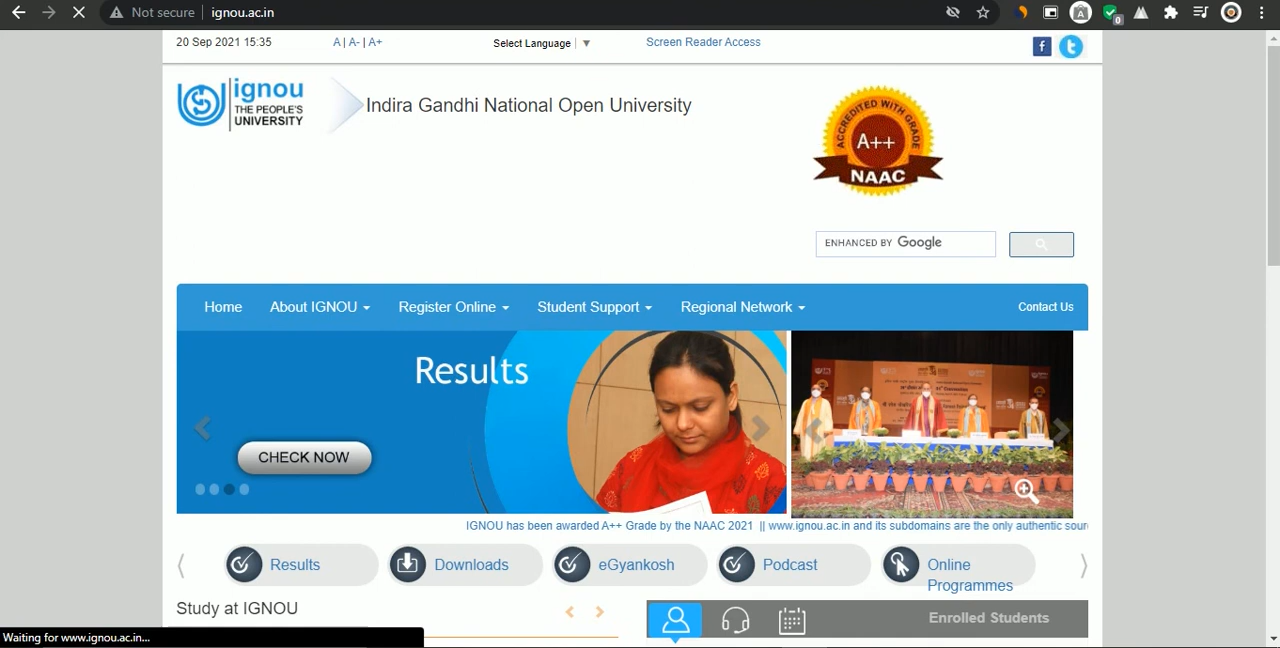 Not secure ignou.ac.in
0
20 Sep 2021 15:35 A | A- | A+ Select Language ▼ Screen Reader Access
ignou
THE PEOPLE'S
UNIVERSITY
Indira Gandhi National Open University
ACCREDITED WITH GRADE
A++
NAAC
ENHANCED BY Google
Home About IGNOU Register Online Student Support Regional Network Contact Us
Results
CHECK NOW
IGNOU has been awarded A++ Grade by the NAAC 2021 || www.ignou.ac.in and its subdomains are the only authentic sour
Results Downloads eGyankosh Podcast Online
Programmes
Study at IGNOU Enrolled Students
Waiting for www.ignou.ac.in...